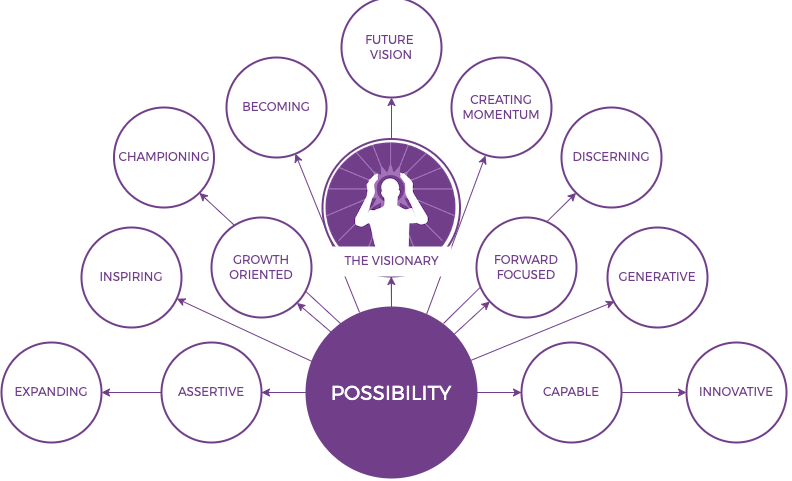 FUTURE
VISION
BECOMING
CREATING
MOMENTUM
CHAMPIONING
DISCERNING
GROWTH
ORIENTED
THE VISIONARY
FORWARD
FOCUSED
INSPIRING
GENERATIVE
EXPANDING
ASSERTIVE
POSSIBILITY
CAPABLE
INNOVATIVE